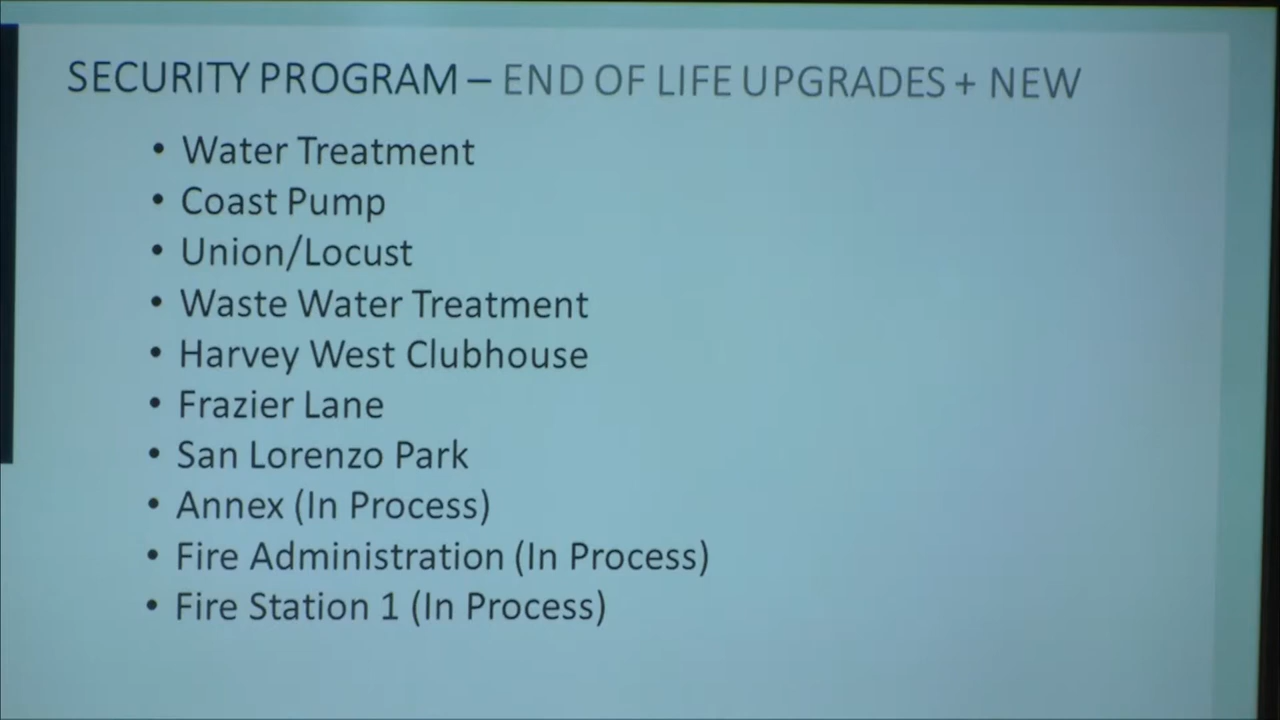 SECURITY PROGRAM – END OF LIFE UPGRADES + NEW
• Water Treatment
• Coast Pump
• Union/Locust
• Waste Water Treatment
• Harvey West Clubhouse
• Frazier Lane
• San Lorenzo Park
• Annex (In Process)
• Fire Administration (In Process)
• Fire Station 1 (In Process)